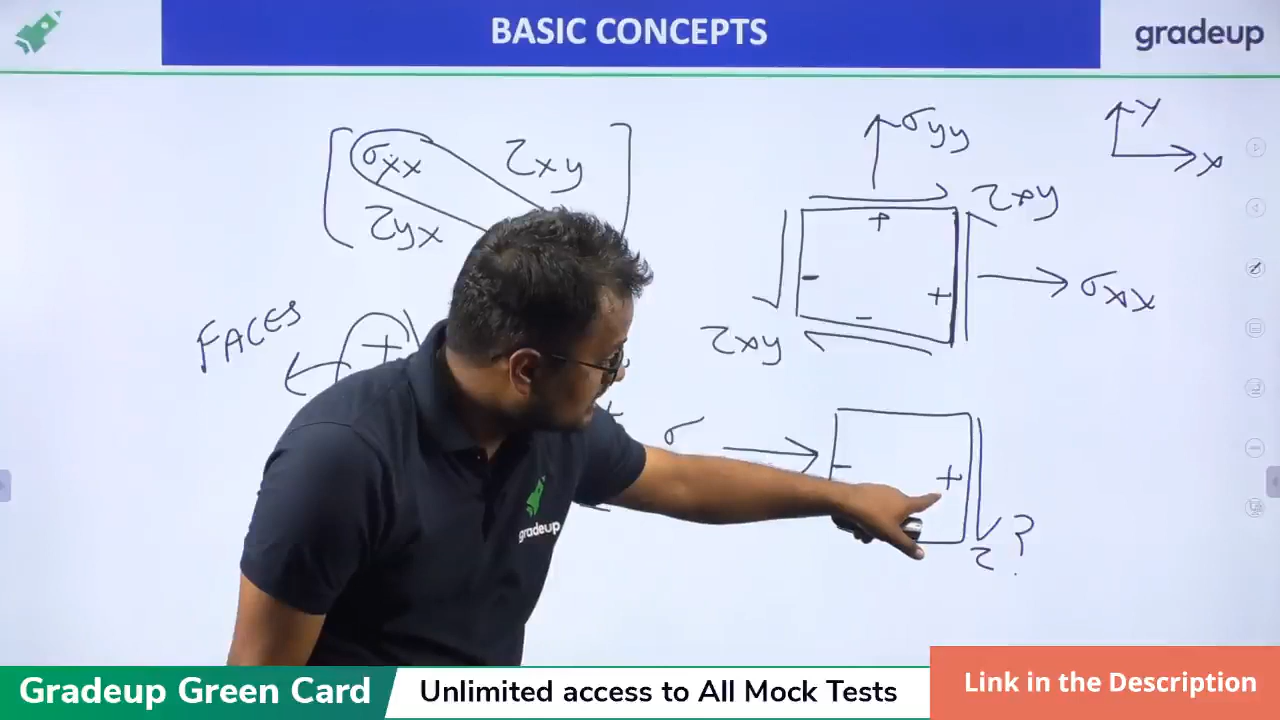 BASIC CONCEPTS
gradeup
σxx τxy
τyx
σyy
Y
x
τxy
+
-
+
σxx
-
τxy
FACES
+
σ
-
+
τ ?
gradeup
Gradeup Green Card
Unlimited access to All Mock Tests
Link in the Description